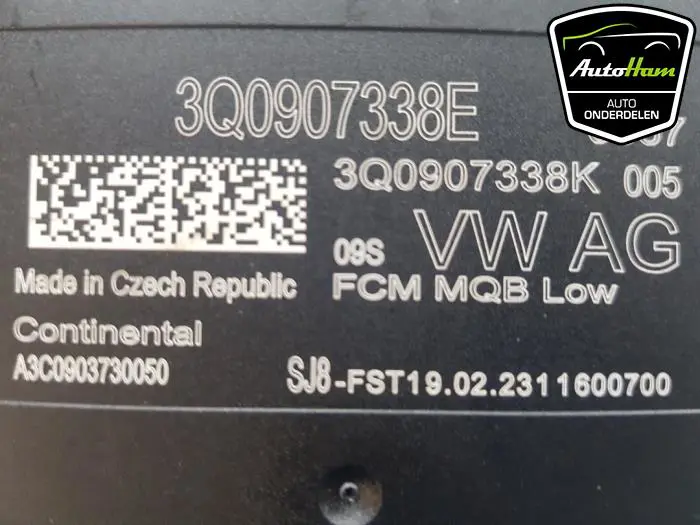 AutoHam
AUTO
ONDERDELEN
3Q0907338E
3Q0907338K 005
09S VW AG
Made in Czech Republic FCM MQB Low
Continental
A3C0903730050 SJ8-FST19.02.2311600700